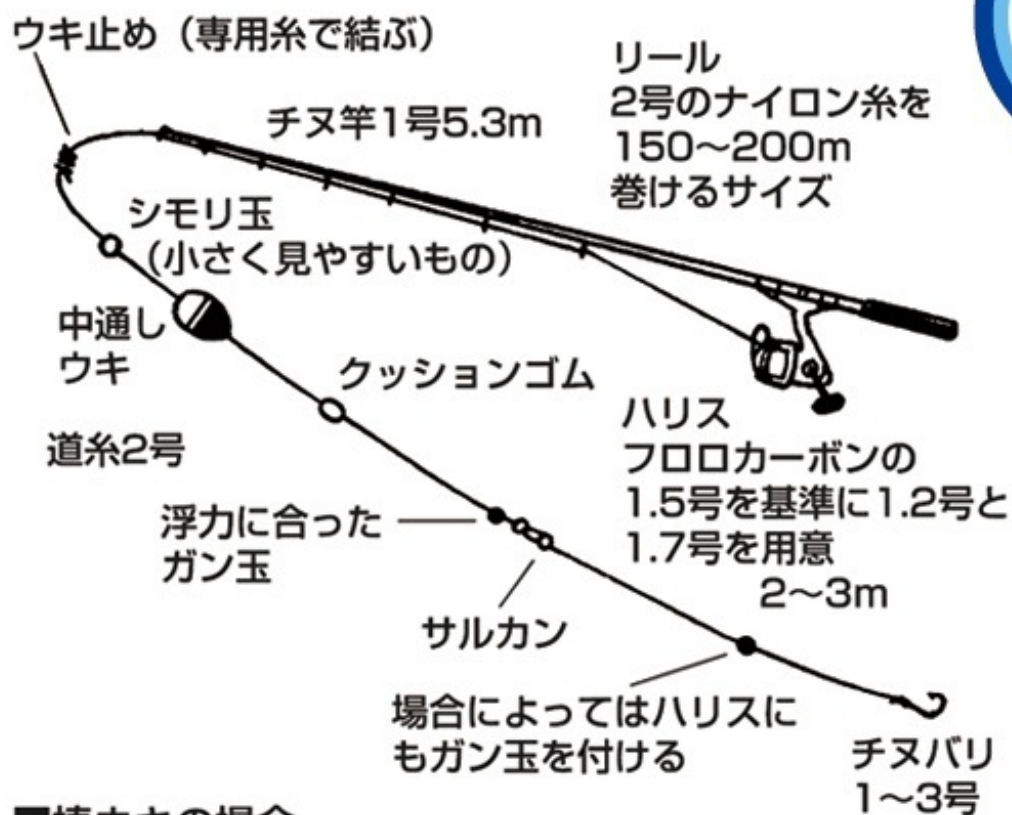 ウキ止め（専用糸で結ぶ）
チヌ竿1号5.3m
リール
2号のナイロン糸を
150〜200m
巻けるサイズ
シモリ玉
（小さく見やすいもの）
中通し
ウキ
クッションゴム
道糸2号
ハリス
フロロカーボンの
1.5号を基準に1.2号と
1.7号を用意
2〜3m
浮力に合った
ガン玉
サルカン
場合によってはハリスに
もガン玉を付ける
チヌバリ
1〜3号